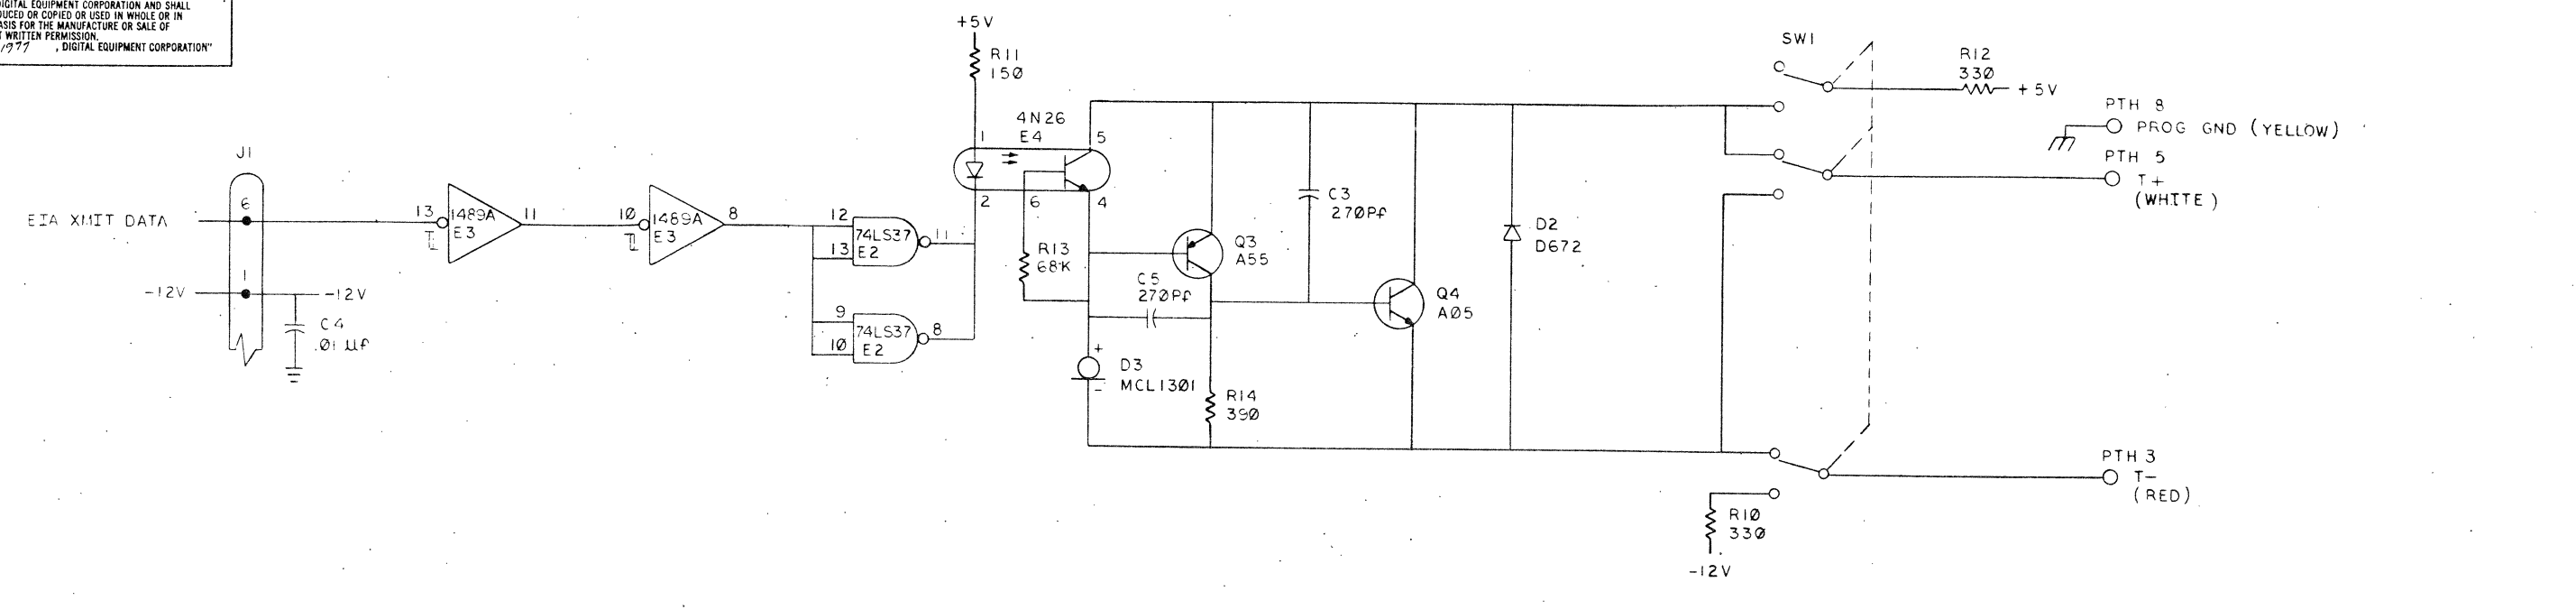 DIGITAL EQUIPMENT CORPORATION AND SHALL
DUCED OR COPIED OR USED IN WHOLE OR IN
ASIS FOR THE MANUFACTURE OR SALE OF
T WRITTEN PERMISSION.
1977 , DIGITAL EQUIPMENT CORPORATION"
+5V
R11
150
SW1
R12
330
+5V
PTH 8
PROG GND (YELLOW)
PTH 5
T+
(WHITE)
4N26
E4
1
5
2
6
4
J1
6
EIA XMIT DATA
13
1489A
E3
11
10
1489A
E3
8
12
13
74LS37
E2
11
9
10
74LS37
E2
8
1
-12V
-12V
C4
.01 µf
R13
68K
C5
270Pf
Q3
A55
C3
270Pf
Q4
A05
D2
D672
+
-
D3
MCL1301
R14
390
PTH 3
T-
(RED)
R10
330
-12V